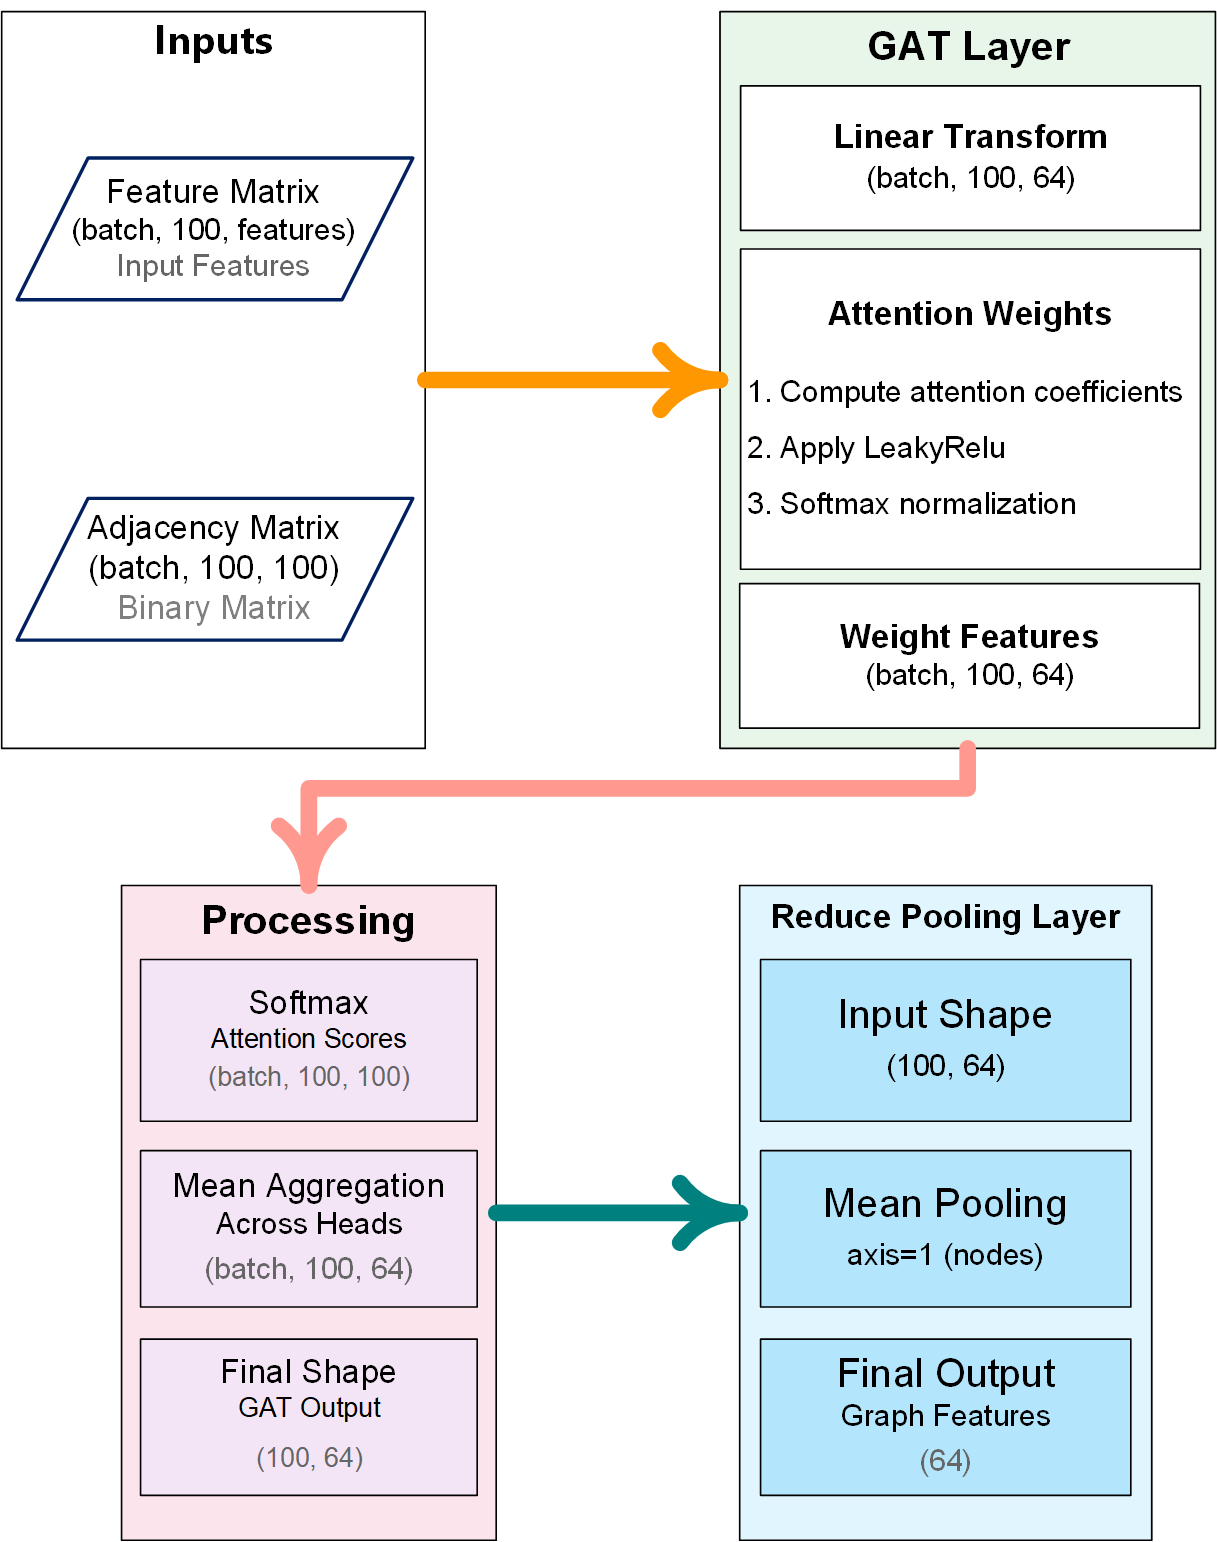 Inputs
Feature Matrix
(batch, 100, features)
Input Features
Adjacency Matrix
(batch, 100, 100)
Binary Matrix
GAT Layer
Linear Transform
(batch, 100, 64)
Attention Weights
1. Compute attention coefficients
2. Apply LeakyRelu
3. Softmax normalization
Weight Features
(batch, 100, 64)
Processing
Softmax
Attention Scores
(batch, 100, 100)
Mean Aggregation
Across Heads
(batch, 100, 64)
Final Shape
GAT Output
(100, 64)
Reduce Pooling Layer
Input Shape
(100, 64)
Mean Pooling
axis=1 (nodes)
Final Output
Graph Features
(64)